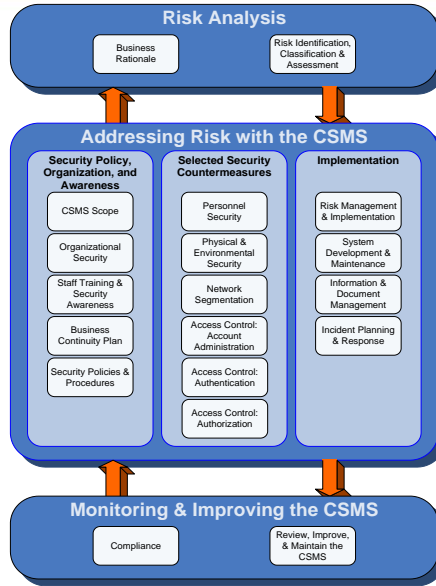 Risk Analysis
Business
Rationale
Risk Identification,
Classification &
Assessment
Addressing Risk with the CSMS
Security Policy,
Organization, and
Awareness
CSMS Scope
Organizational
Security
Staff Training &
Security
Awareness
Business
Continuity Plan
Security Policies &
Procedures
Selected Security
Countermeasures
Personnel
Security
Physical &
Environmental
Security
Network
Segmentation
Access Control:
Account
Administration
Access Control:
Authentication
Access Control:
Authorization
Implementation
Risk Management
& Implementation
System
Development &
Maintenance
Information &
Document
Management
Incident Planning
& Response
Monitoring & Improving the CSMS
Compliance
Review, Improve,
& Maintain the
CSMS